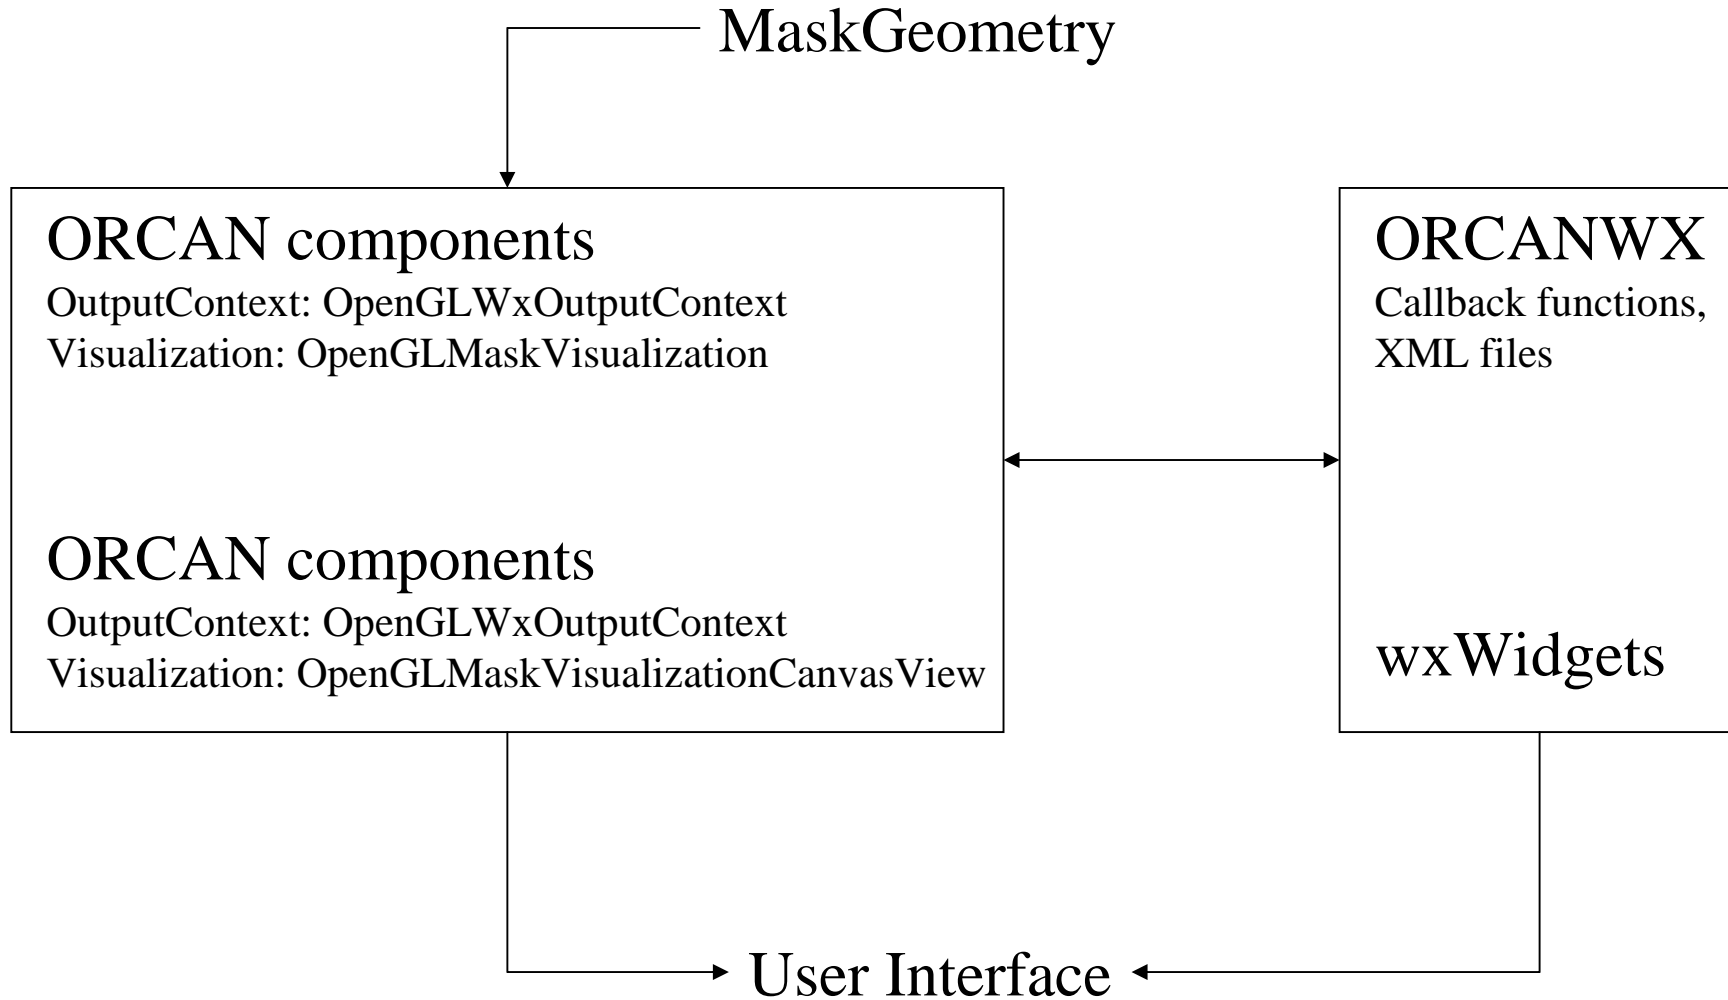 MaskGeometry
ORCAN components
OutputContext: OpenGLWxOutputContext
Visualization: OpenGLMaskVisualization
ORCAN components
OutputContext: OpenGLWxOutputContext
Visualization: OpenGLMaskVisualizationCanvasView
ORCANWX
Callback functions,
XML files
wxWidgets
User Interface